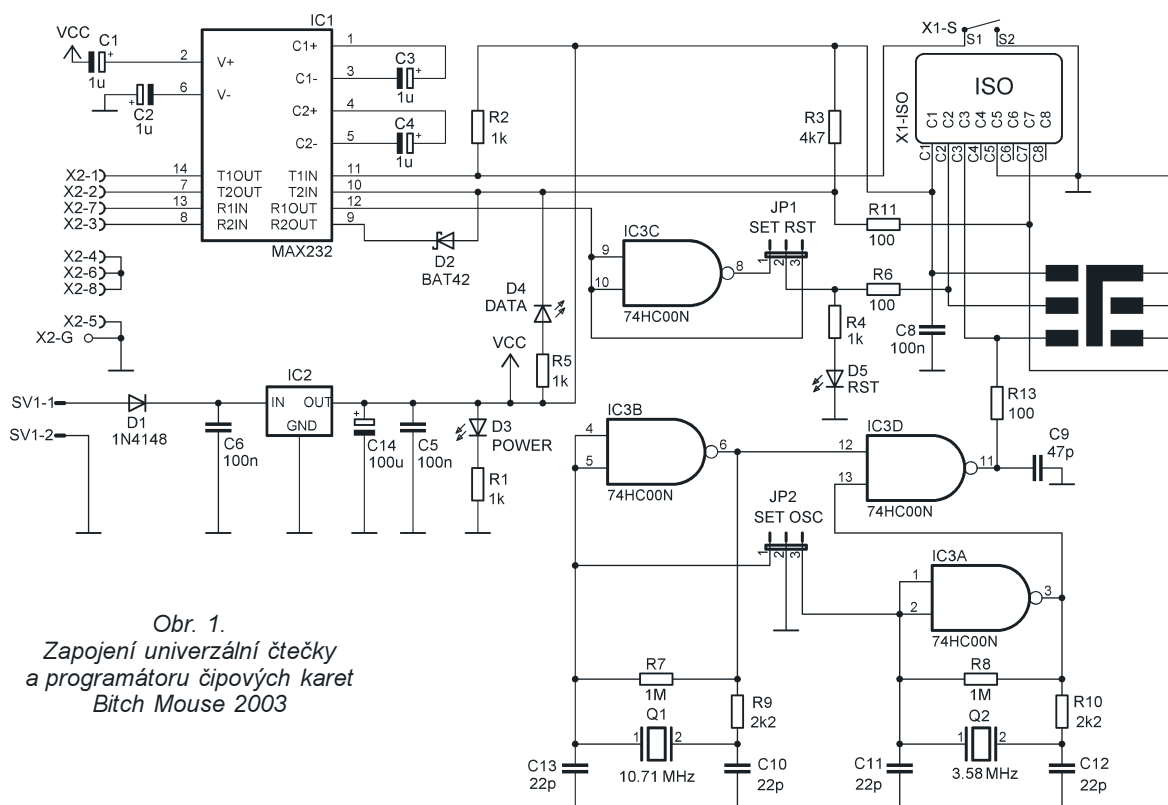 IC1
C1+ 1
C1- 3
C2+ 4
C2- 5
V+ 2
V- 6
T1OUT 14
T2OUT 7
R1IN 13
R2IN 8
T1IN 11
T2IN 10
R1OUT 12
R2OUT 9
MAX232
VCC
C1
+
1u
C2
+
1u
C3
+
1u
C4
+
1u
X2-1
X2-2
X2-7
X2-3
X2-4
X2-6
X2-8
X2-5
X2-G
R2
1k
R3
4k7
X1-S
S1 S2
ISO
X1-ISO
C1 C2 C3 C4 C5 C6 C7 C8
C1 C2 C3 C4 C5 C6 C7 C8
D2
BAT42
D4
DATA
R5
1k
VCC
IC3C
9
10
8
74HC00N
JP1
SET RST
1 2 3
R11
100
R6
100
R4
1k
D5
RST
C8
100n
R13
100
C9
47p
SV1-1
SV1-2
D1
1N4148
IC2
IN OUT
GND
C6
100n
+
C14
100u
C5
100n
D3
POWER
R1
1k
IC3B
4
5
6
74HC00N
IC3D
12
13
11
74HC00N
JP2
SET OSC
1 2 3
IC3A
1
2
3
74HC00N
R7
1M
R9
2k2
Q1
1 2
10.71 MHz
C13
22p
C10
22p
R8
1M
R10
2k2
Q2
1 2
3.58 MHz
C11
22p
C12
22p
Obr. 1.
Zapojení univerzální čtečky
a programátoru čipových karet
Bitch Mouse 2003